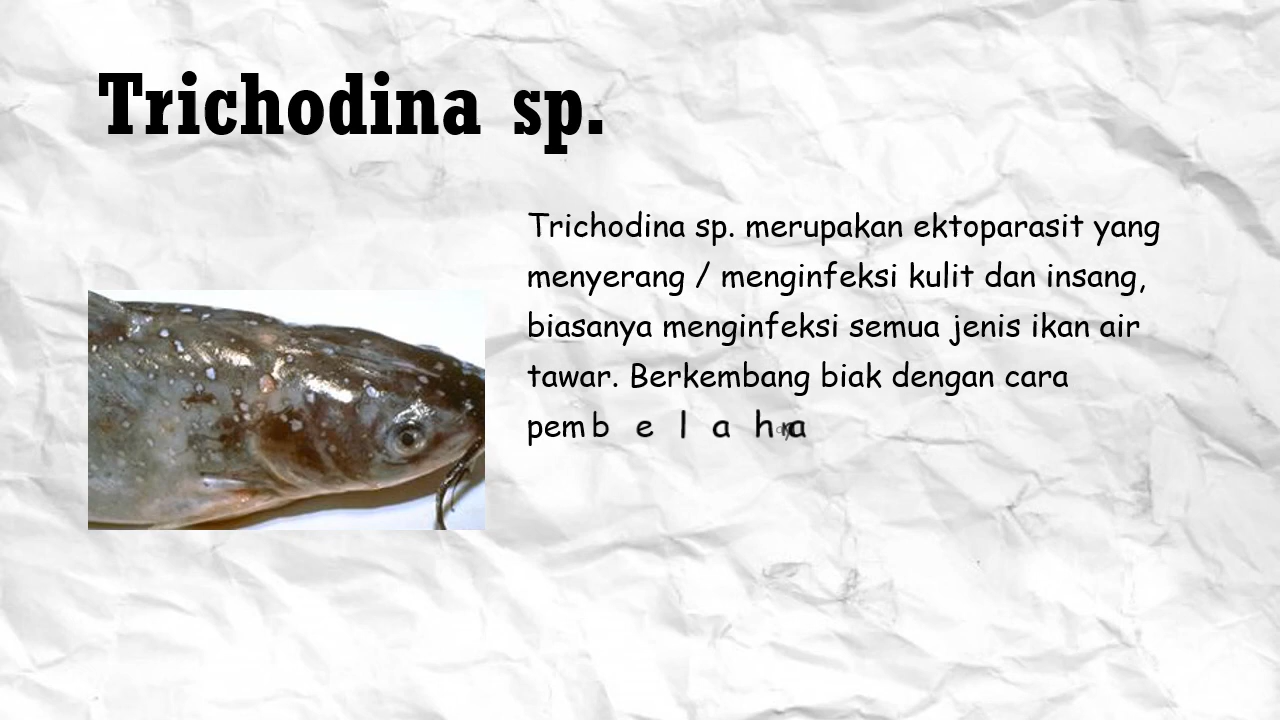 Trichodina sp.
Trichodina sp. merupakan ektoparasit yang
menyerang / menginfeksi kulit dan insang,
biasanya menginfeksi semua jenis ikan air
tawar. Berkembang biak dengan cara